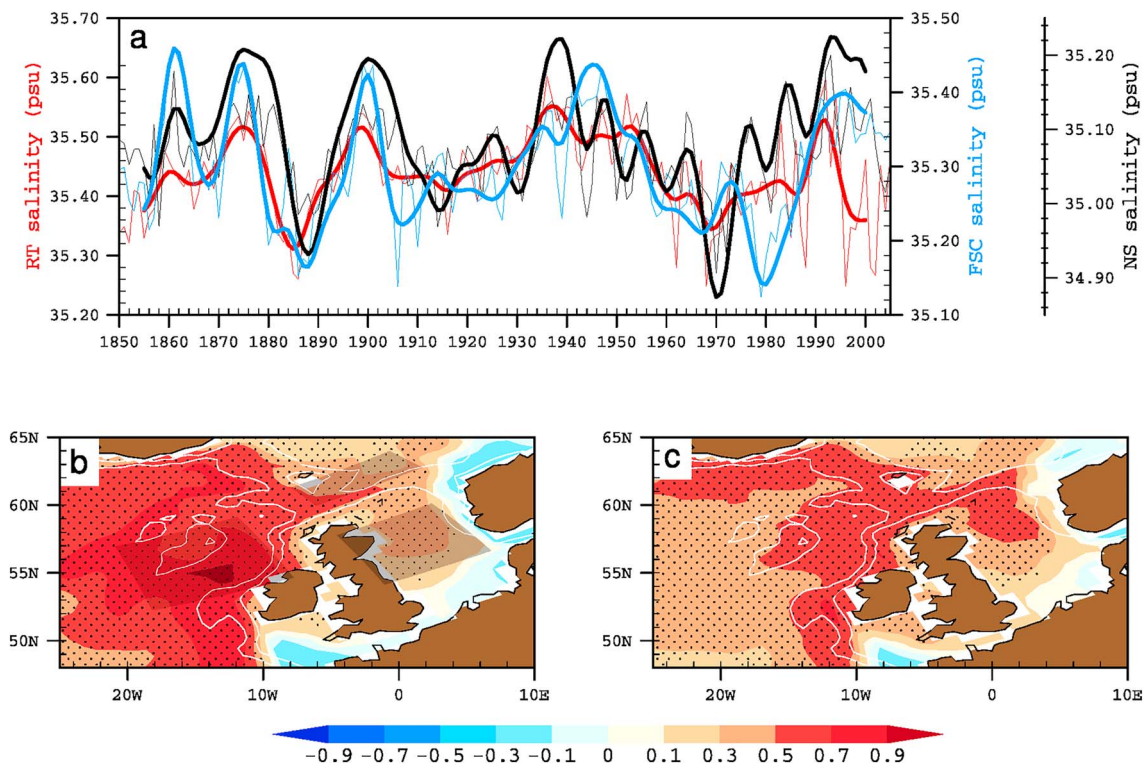 a
35.70
35.60
35.50
35.40
35.30
35.20
RT salinity (psu)
35.50
35.40
35.30
35.20
35.10
FSC salinity (psu)
35.20
35.10
35.00
34.90
NS salinity (psu)
1850 1860 1870 1880 1890 1900 1910 1920 1930 1940 1950 1960 1970 1980 1990 2000
b
65N
60N
55N
50N
20W 10W 0 10E
c
65N
60N
55N
50N
20W 10W 0 10E
-0.9 -0.7 -0.5 -0.3 -0.1 0 0.1 0.3 0.5 0.7 0.9